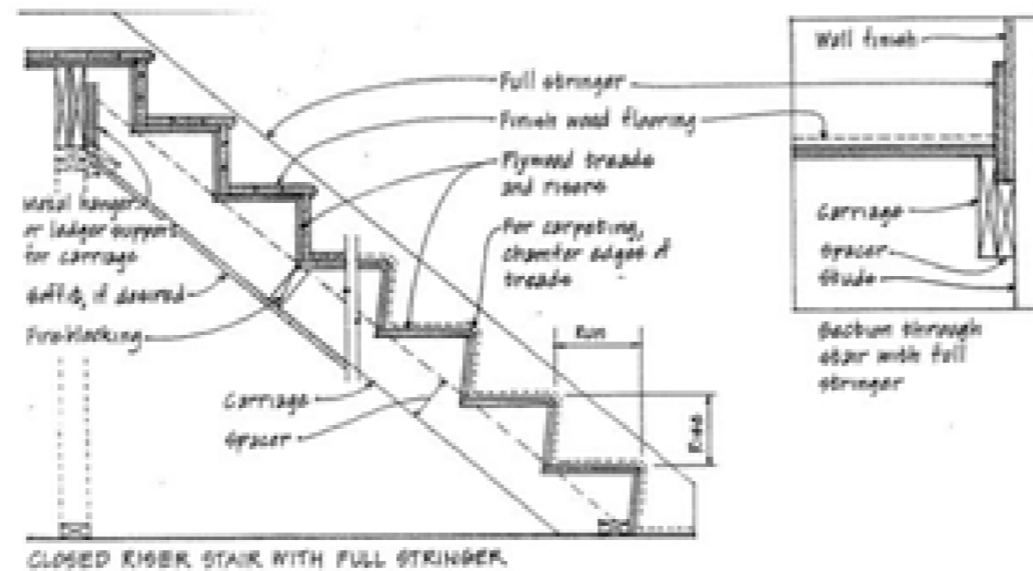 Full stringer
Finish wood flooring
Plywood treads
and risers
For carpeting,
chamfer edges of
treads
Metal hanger
or ledger support
for carriage
Soffit, if desired
Fireblocking
Carriage
Spacer
Run
Rise
CLOSED RISER STAIR WITH FULL STRINGER
Wall finish
Carriage
Spacer
Studs
Section through
stair with full
stringer